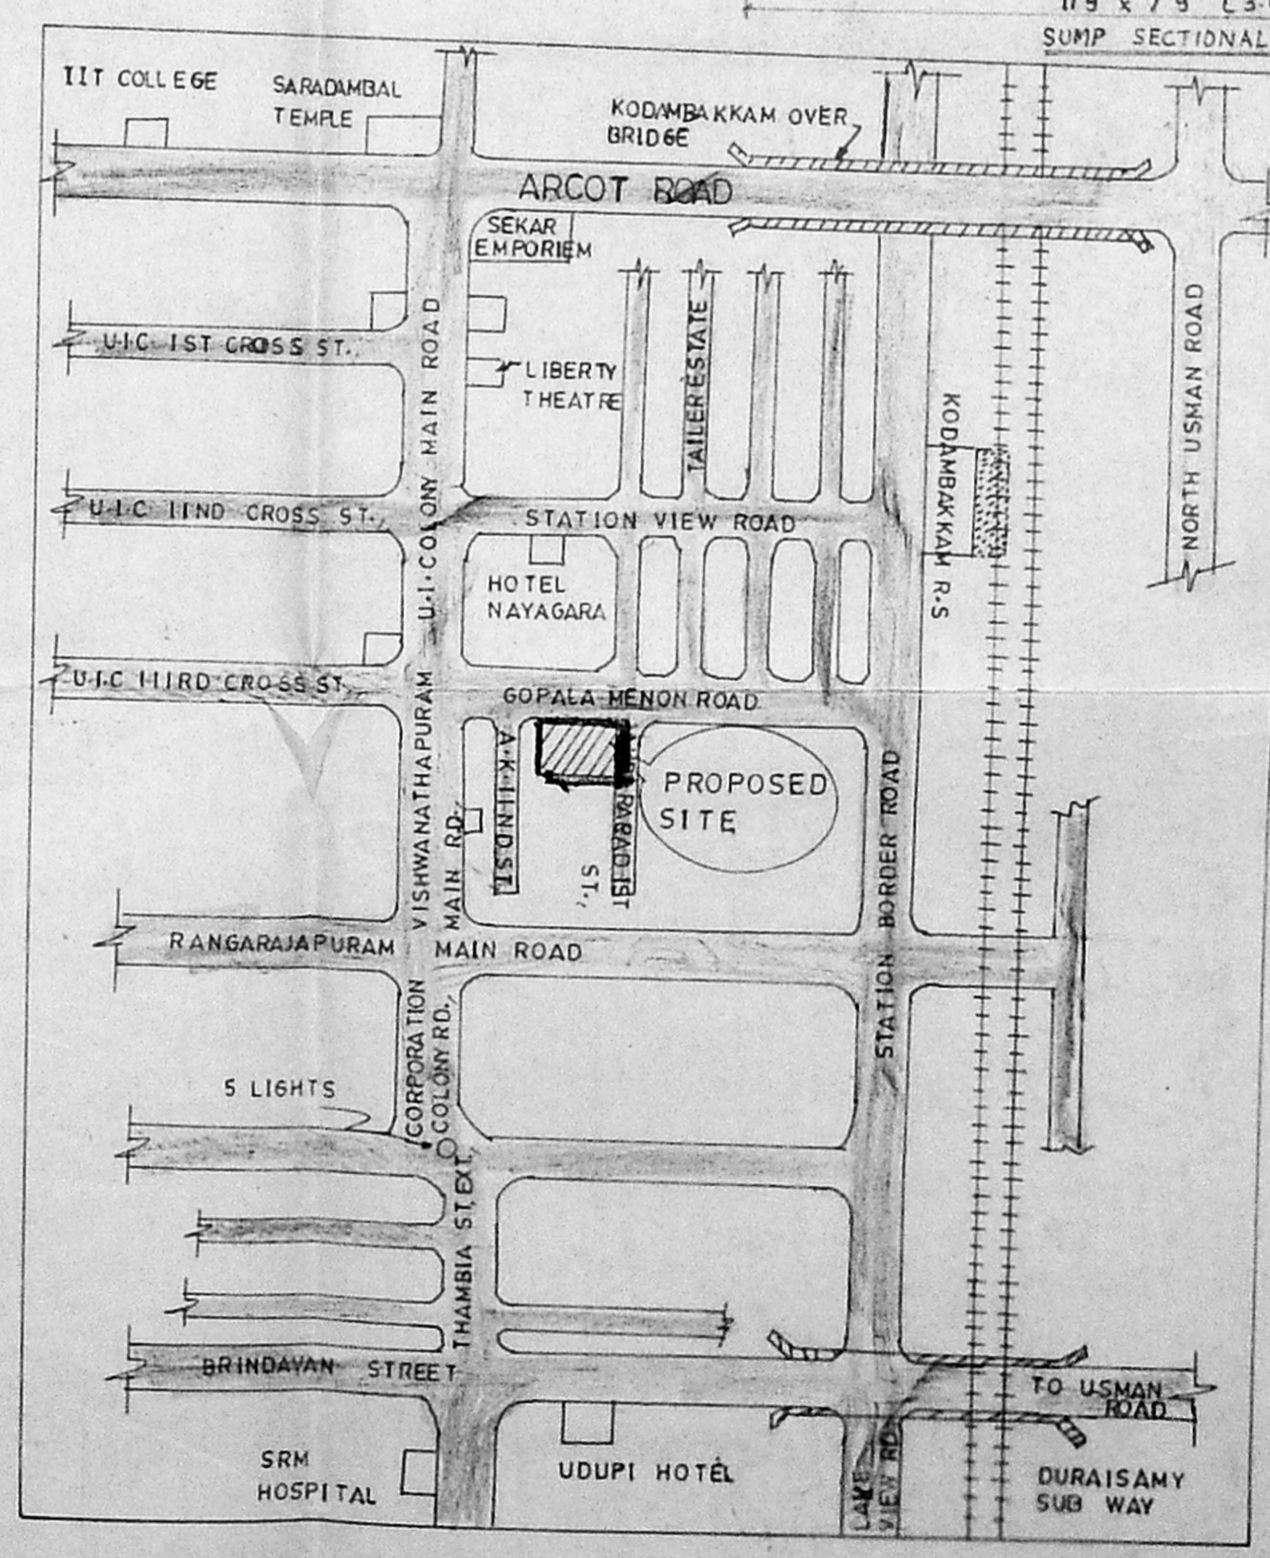 SUMP SECTIONAL
IIT COLLEGE
SARADAMBAL
TEMPLE
KODAMBAKKAM OVER
BRIDGE
ARCOT ROAD
SEKAR
EMPORIEM
U.I.C IST CROSS ST.,
LIBERTY
THEATRE
TAILER ESTATE
U.I.COLONY MAIN ROAD
KODAMBAKKAM R.S
NORTH USMAN ROAD
U.I.C IIND CROSS ST.,
STATION VIEW ROAD
HOTEL
NAYAGARA
U.I.C IIIRD CROSS ST.,
GOPALA MENON ROAD
VISHWANATHAPURAM
MAIN RD.,
A.K IIND ST.
IST
ST.,
PROPOSED
SITE
STATION BORDER ROAD
RANGARAJAPURAM MAIN ROAD
CORPORATION
COLONY RD.,
5 LIGHTS
THAMBIA ST. EXT.,
BRINDAVAN STREET
TO USMAN
ROAD
SRM
HOSPITAL
UDUPI HOTEL
LAKE
VIEW RD
DURAISAMY
SUB WAY